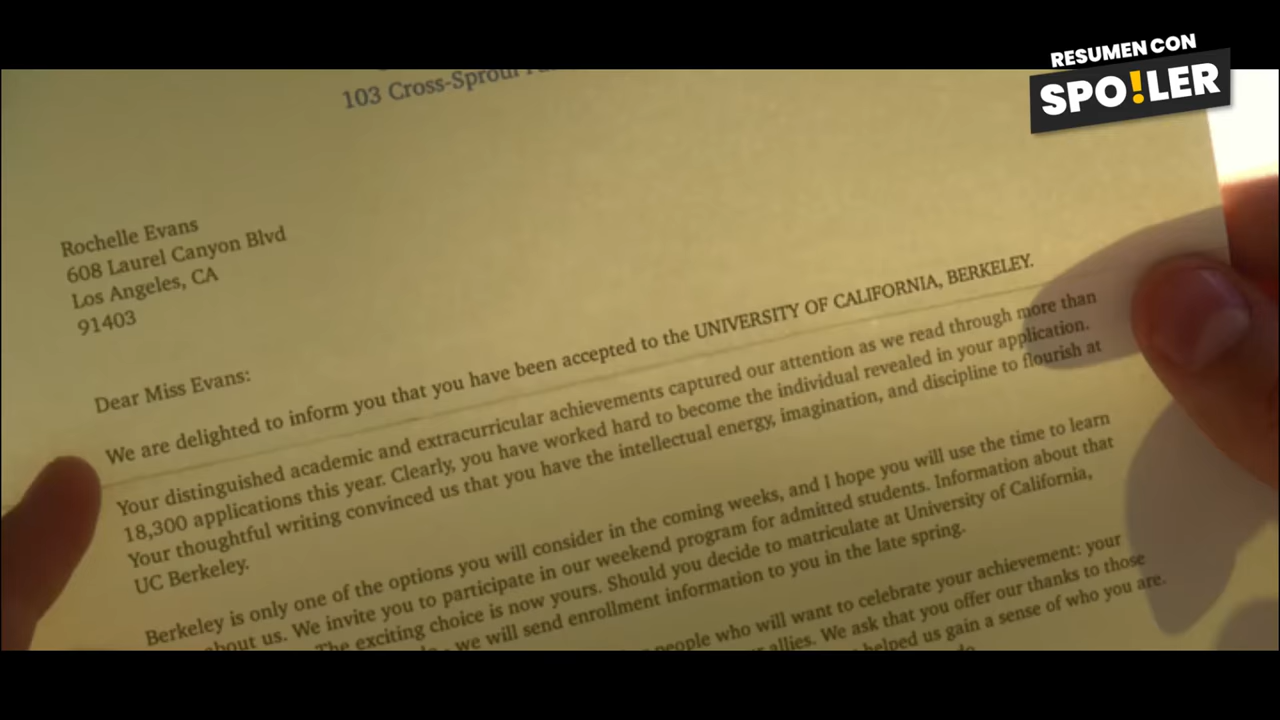 RESUMEN CON
SPO!LER
103 Cross-Sproul
Rochelle Evans
608 Laurel Canyon Blvd
Los Angeles, CA
91403
Dear Miss Evans:
We are delighted to inform you that you have been accepted to the UNIVERSITY OF CALIFORNIA, BERKELEY.
Your distinguished academic and extracurricular achievements captured our attention as we read through more than
18,300 applications this year. Clearly, you have worked hard to become the individual revealed in your application.
Your thoughtful writing convinced us that you have the intellectual energy, imagination, and discipline to flourish at
UC Berkeley.
Berkeley is only one of the options you will consider in the coming weeks, and I hope you will use the time to learn
about us. We invite you to participate in our weekend program for admitted students. Information about that
The exciting choice is now yours. Should you decide to matriculate at University of California,
we will send enrollment information to you in the late spring.
people who will want to celebrate your achievement: your
allies. We ask that you offer our thanks to those
helped us gain a sense of who you are.